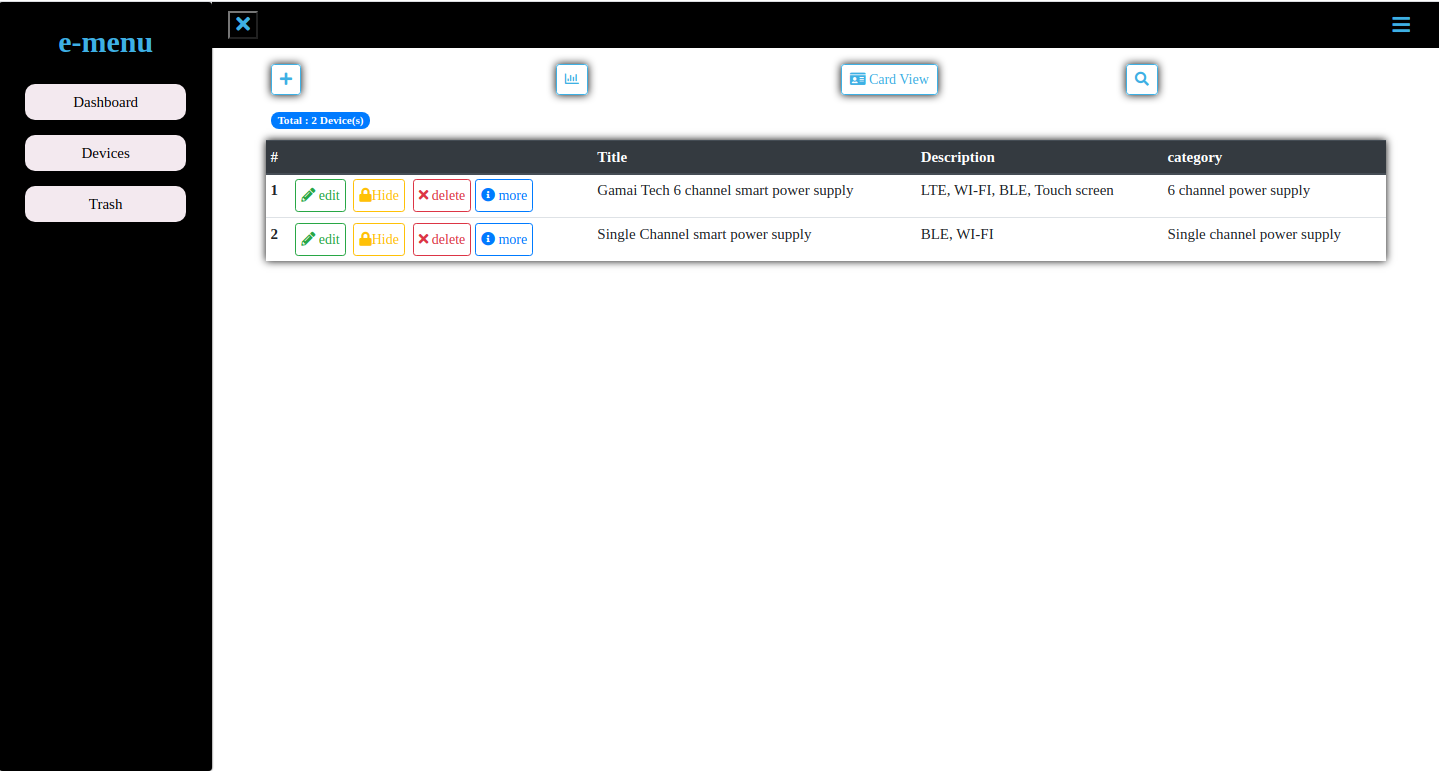 e-menu
Dashboard
Devices
Trash
Card View
Total : 2 Device(s)
# Title Description category
1 edit Hide delete more Gamai Tech 6 channel smart power supply LTE, WI-FI, BLE, Touch screen 6 channel power supply
2 edit Hide delete more Single Channel smart power supply BLE, WI-FI Single channel power supply